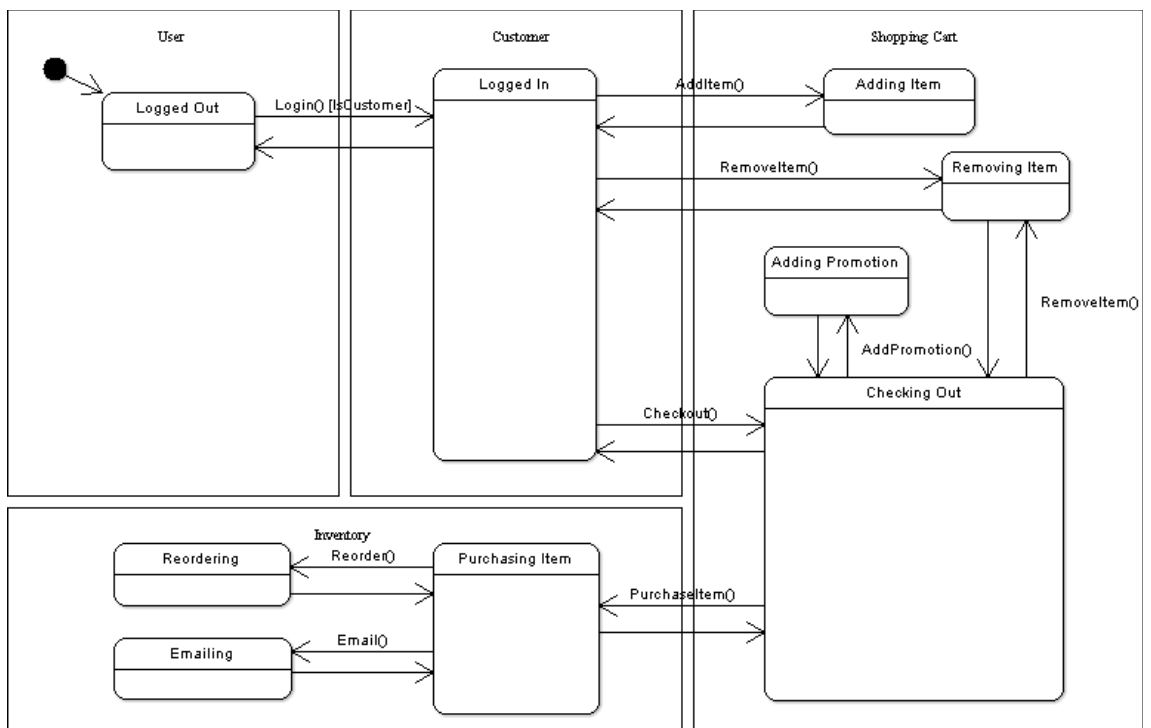 User
Customer
Shopping Cart
Logged Out
Login() [IsCustomer]
Logged In
AddItem()
Adding Item
RemoveItem()
Removing Item
Adding Promotion
RemoveItem()
AddPromotion()
Checking Out
Checkout()
Inventory
Reordering
Reorder()
Purchasing Item
PurchaseItem()
Emailing
Email()